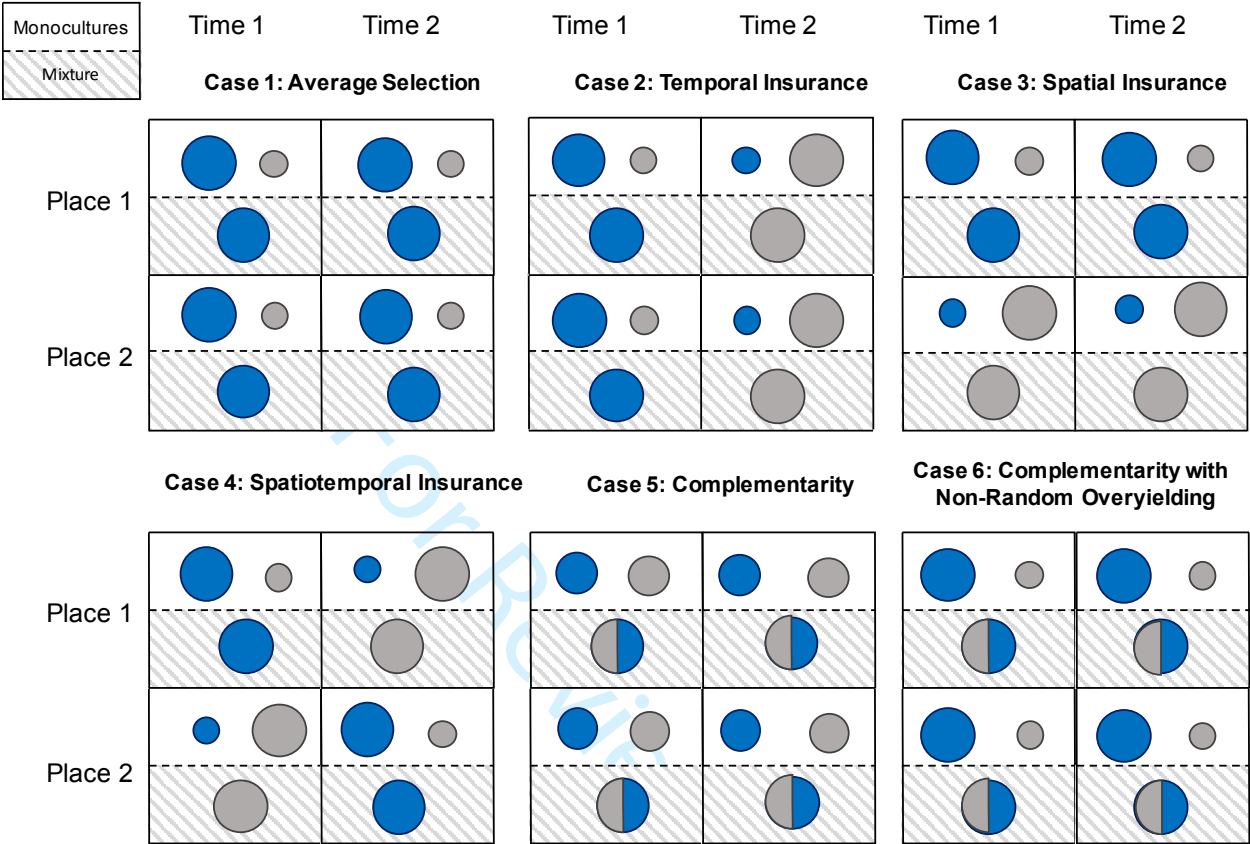 Monocultures
Mixture
Time 1 Time 2 Time 1 Time 2 Time 1 Time 2
Case 1: Average Selection Case 2: Temporal Insurance Case 3: Spatial Insurance
Place 1
Place 2
Case 4: Spatiotemporal Insurance Case 5: Complementarity Case 6: Complementarity with
Non-Random Overyielding
Place 1
Place 2
For Revie